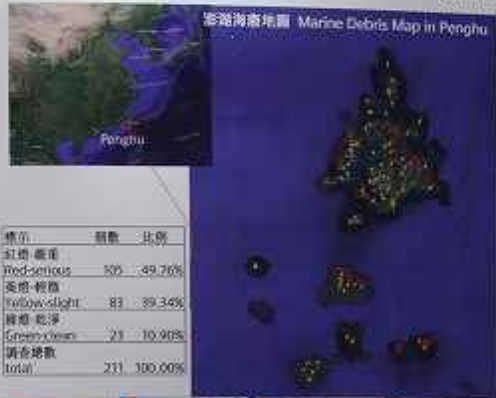 澎湖海廢地圖 Marine Debris Map in Penghu
Penghu
標示 個數 比例
紅燈-嚴重
Red-serious 105 49.76%
黃燈-輕微
Yellow-slight 83 39.34%
綠燈-乾淨
Green-clean 23 10.90%
調查總數
total 211 100.00%